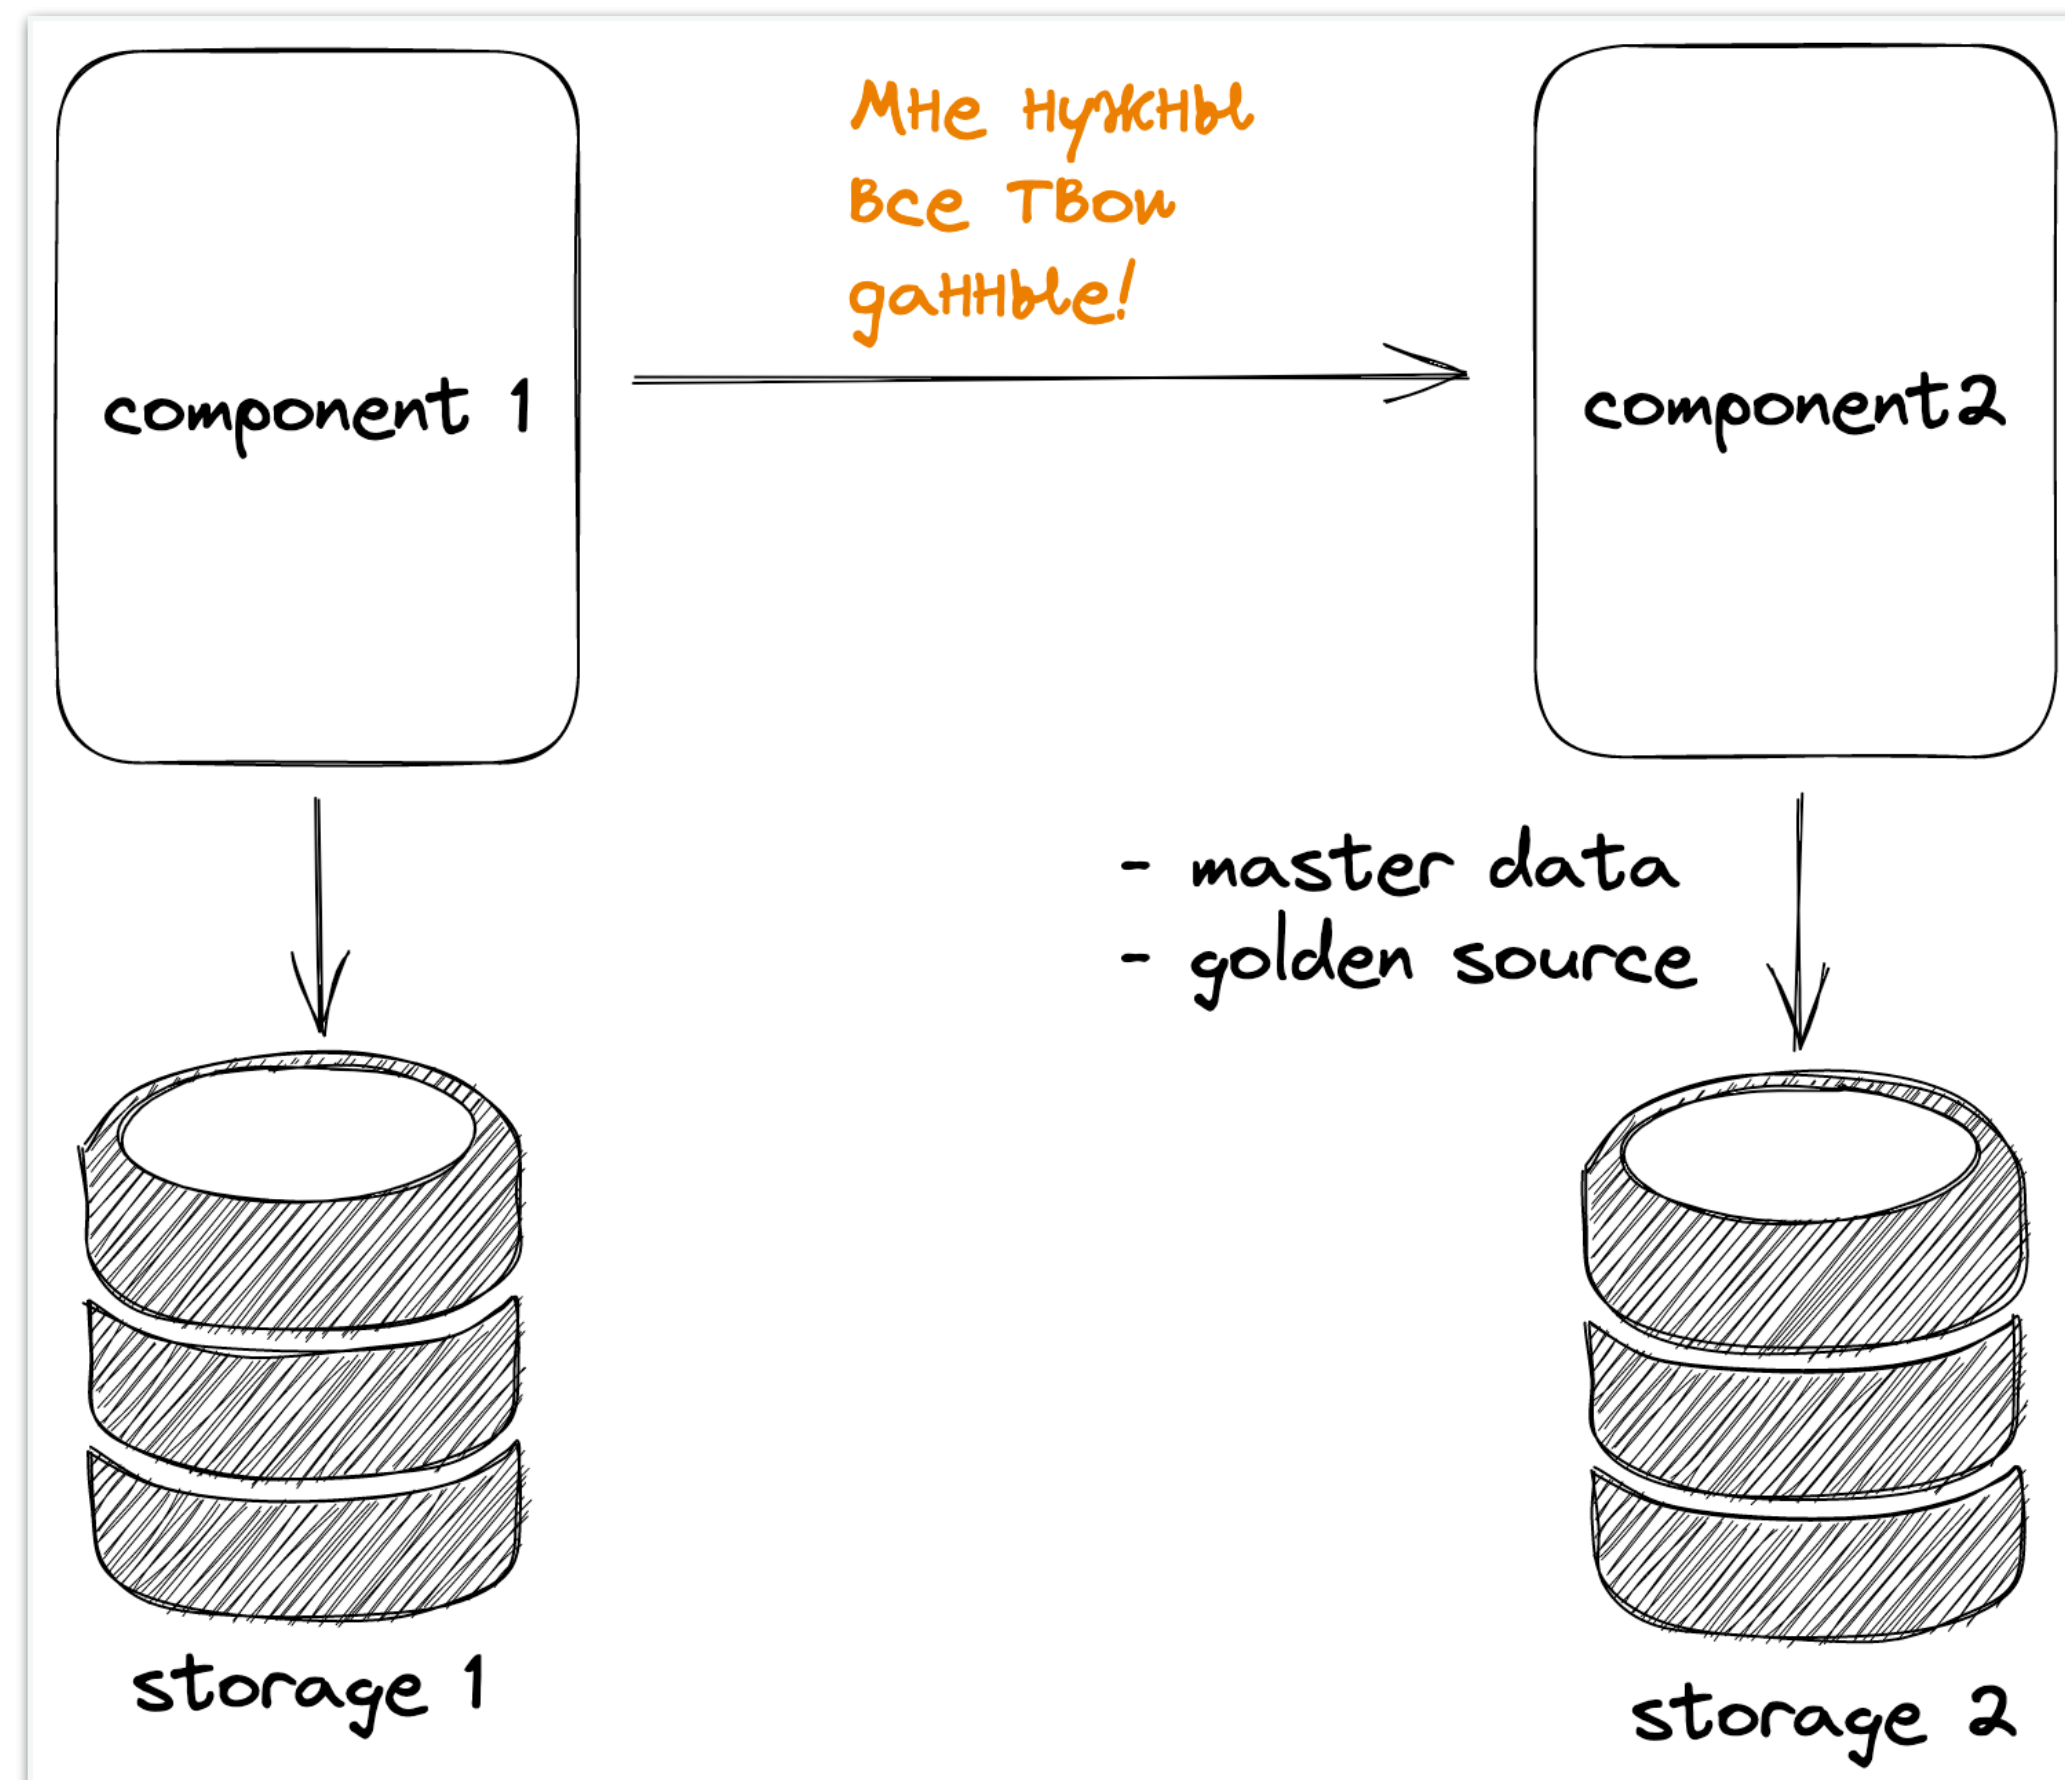 Мне нужны
все твои
данные!
component 1
component2
- master data
- golden source
storage 1
storage 2